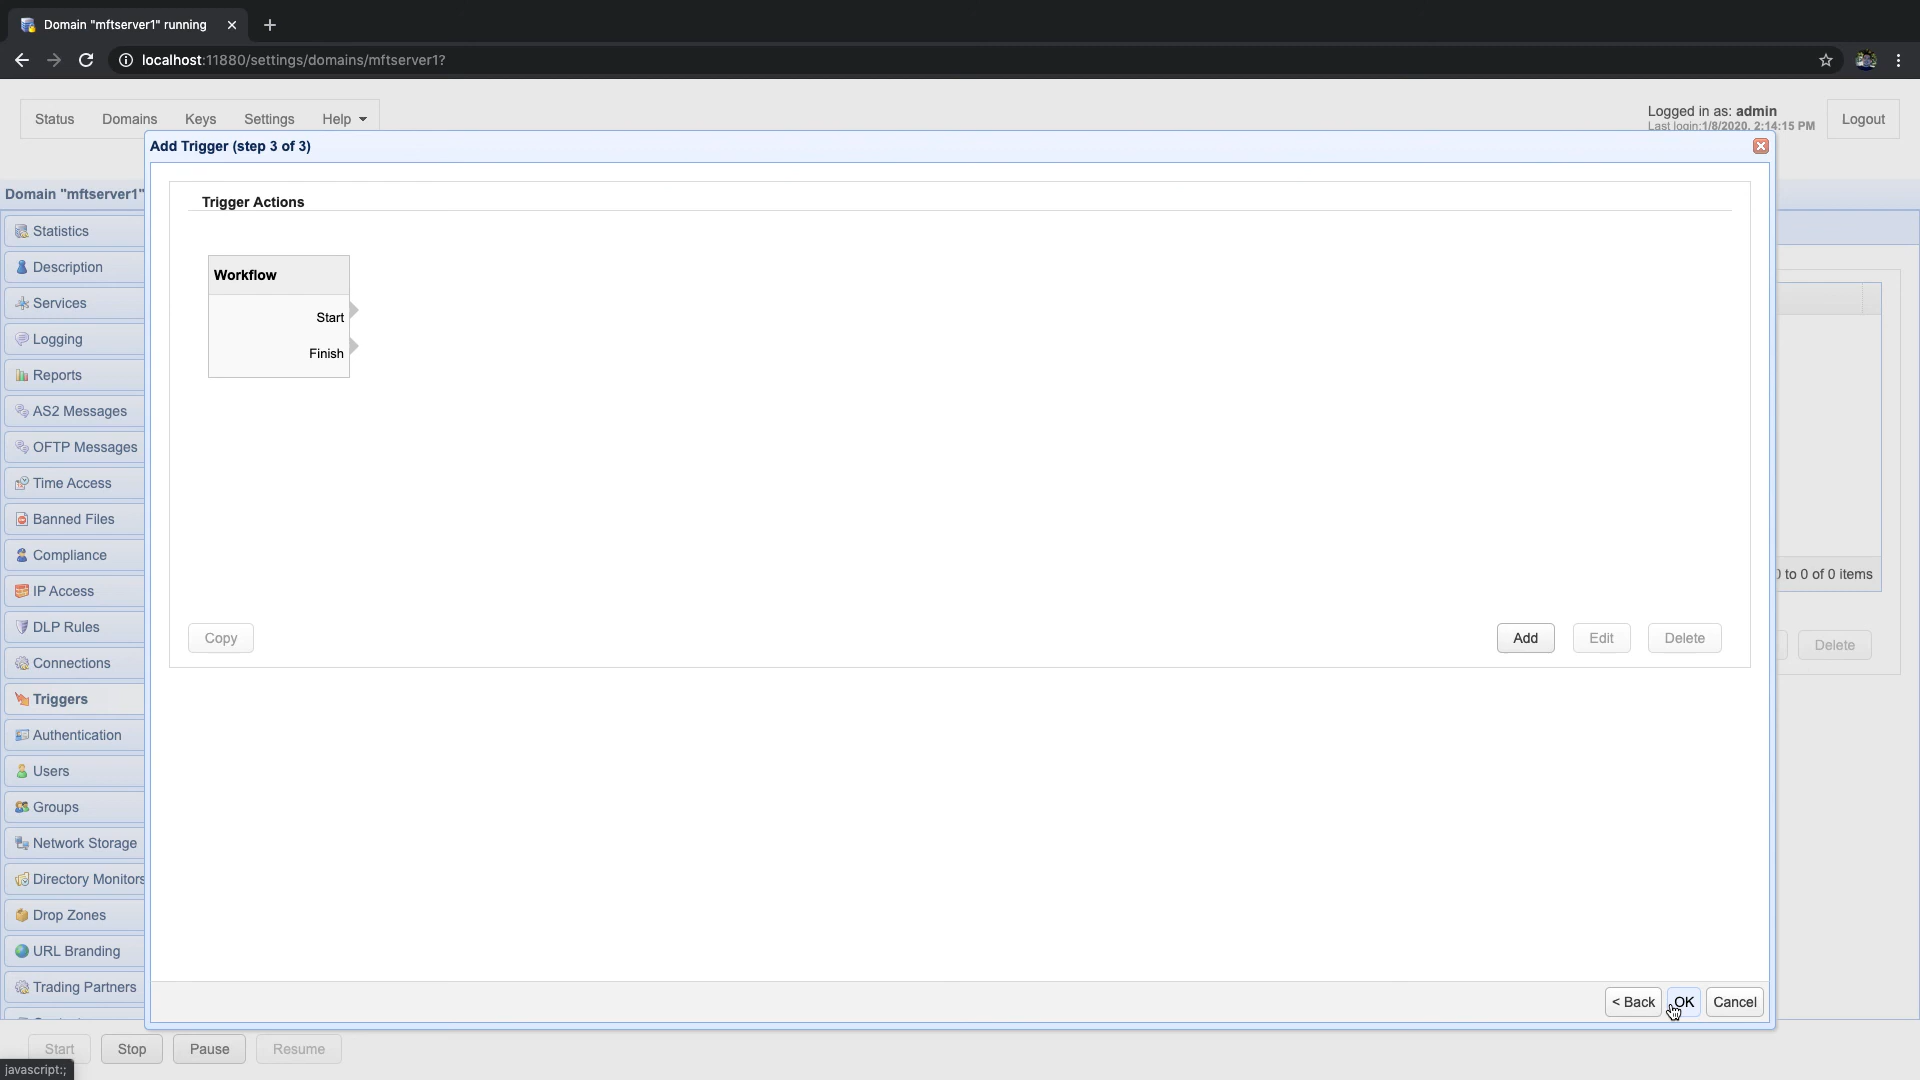 Domain "mftserver1" running
localhost:11880/settings/domains/mftserver1?
Status Domains Keys Settings Help
Logged in as: admin
Last login:1/8/2020, 2:14:15 PM
Logout
Add Trigger (step 3 of 3)
Domain "mftserver1"
Trigger Actions
Statistics
Description
Services
Logging
Reports
AS2 Messages
OFTP Messages
Time Access
Banned Files
Compliance
IP Access
DLP Rules
Connections
Triggers
Authentication
Users
Groups
Network Storage
Directory Monitors
Drop Zones
URL Branding
Trading Partners
Workflow
Start
Finish
to 0 of 0 items
Copy
Add Edit Delete
Delete
< Back OK Cancel
Start Stop Pause Resume
javascript:;